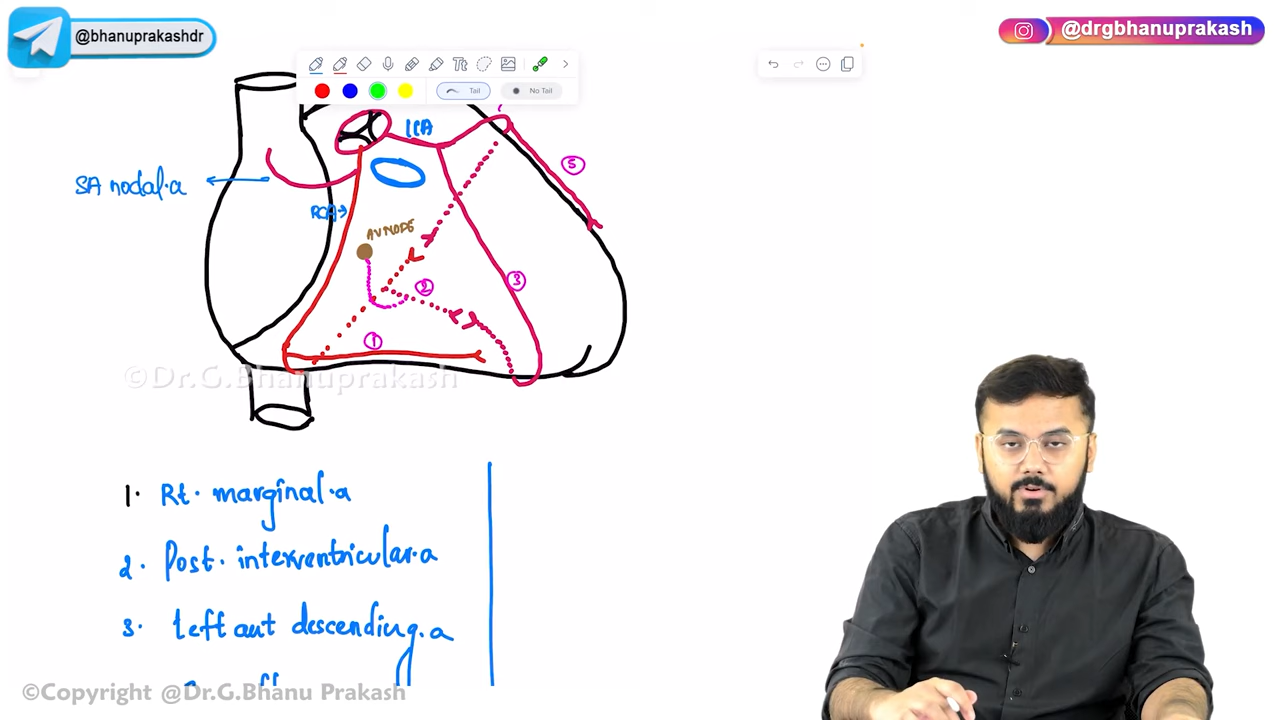 @bhanuprakashdr
@drgbhanuprakash
Tt
Tail
No Tail
LCA
5
SA nodal.a
RCA→
AV NODE
2
3
1
©Dr.G.Bhanuprakash
1. Rt. marginal.a
2. Post. interventricular.a
3. left ant descending.a
©Copyright @Dr.G.Bhanu Prakash